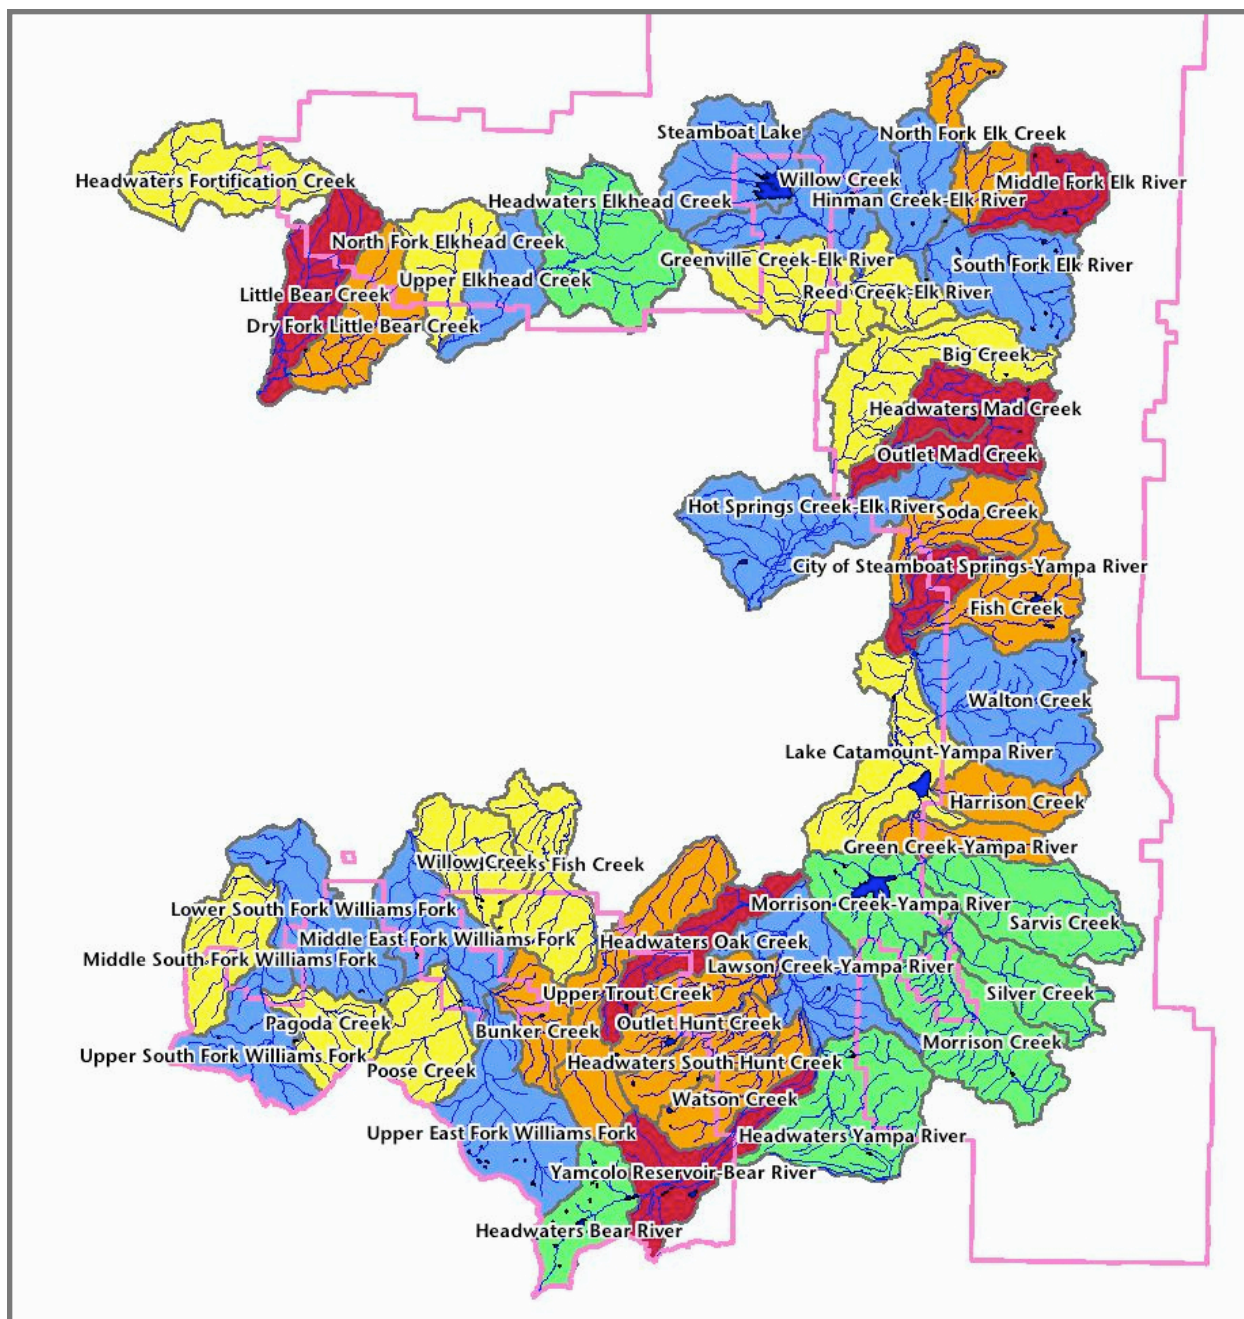 Steamboat Lake
North Fork Elk Creek
Headwaters Fortification Creek
Willow Creek
Middle Fork Elk River
Headwaters Elkhead Creek
Hinman Creek-Elk River
North Fork Elkhead Creek
Greenville Creek-Elk River
South Fork Elk River
Upper Elkhead Creek
Little Bear Creek
Reed Creek-Elk River
Dry Fork Little Bear Creek
Big Creek
Headwaters Mad Creek
Outlet Mad Creek
Hot Springs Creek-Elk River
Soda Creek
City of Steamboat Springs-Yampa River
Fish Creek
Walton Creek
Lake Catamount-Yampa River
Harrison Creek
Green Creek-Yampa River
Willow Creek
s Fish Creek
Lower South Fork Williams Fork
Morrison Creek-Yampa River
Sarvis Creek
Middle East Fork Williams Fork
Headwaters Oak Creek
Middle South Fork Williams Fork
Lawson Creek-Yampa River
Upper Trout Creek
Silver Creek
Pagoda Creek
Bunker Creek
Outlet Hunt Creek
Morrison Creek
Upper South Fork Williams Fork
Poose Creek
Headwaters South Hunt Creek
Watson Creek
Upper East Fork Williams Fork
Headwaters Yampa River
Yamcolo Reservoir-Bear River
Headwaters Bear River